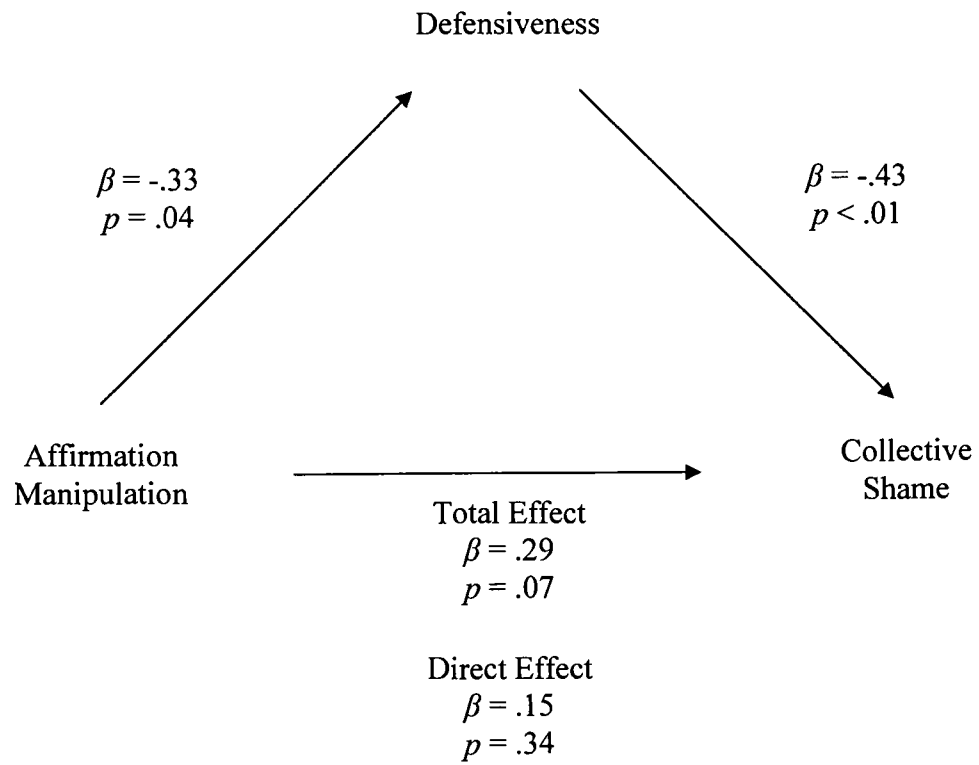 Defensiveness
β = -.33
p = .04
β = -.43
p < .01
Affirmation
Manipulation
Collective
Shame
Total Effect
β = .29
p = .07
Direct Effect
β = .15
p = .34